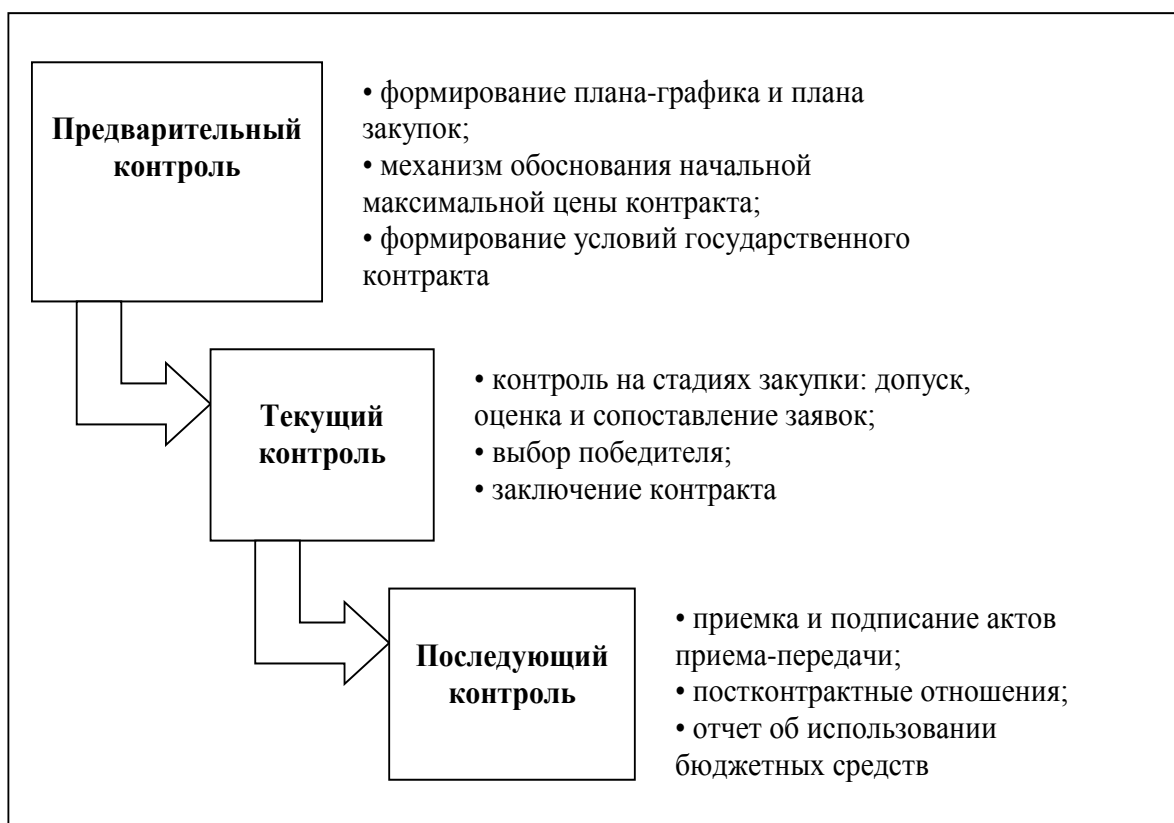 Предварительный
контроль
• формирование плана-графика и плана
закупок;
• механизм обоснования начальной
максимальной цены контракта;
• формирование условий государственного
контракта
Текущий
контроль
• контроль на стадиях закупки: допуск,
оценка и сопоставление заявок;
• выбор победителя;
• заключение контракта
Последующий
контроль
• приемка и подписание актов
приема-передачи;
• постконтрактные отношения;
• отчет об использовании
бюджетных средств